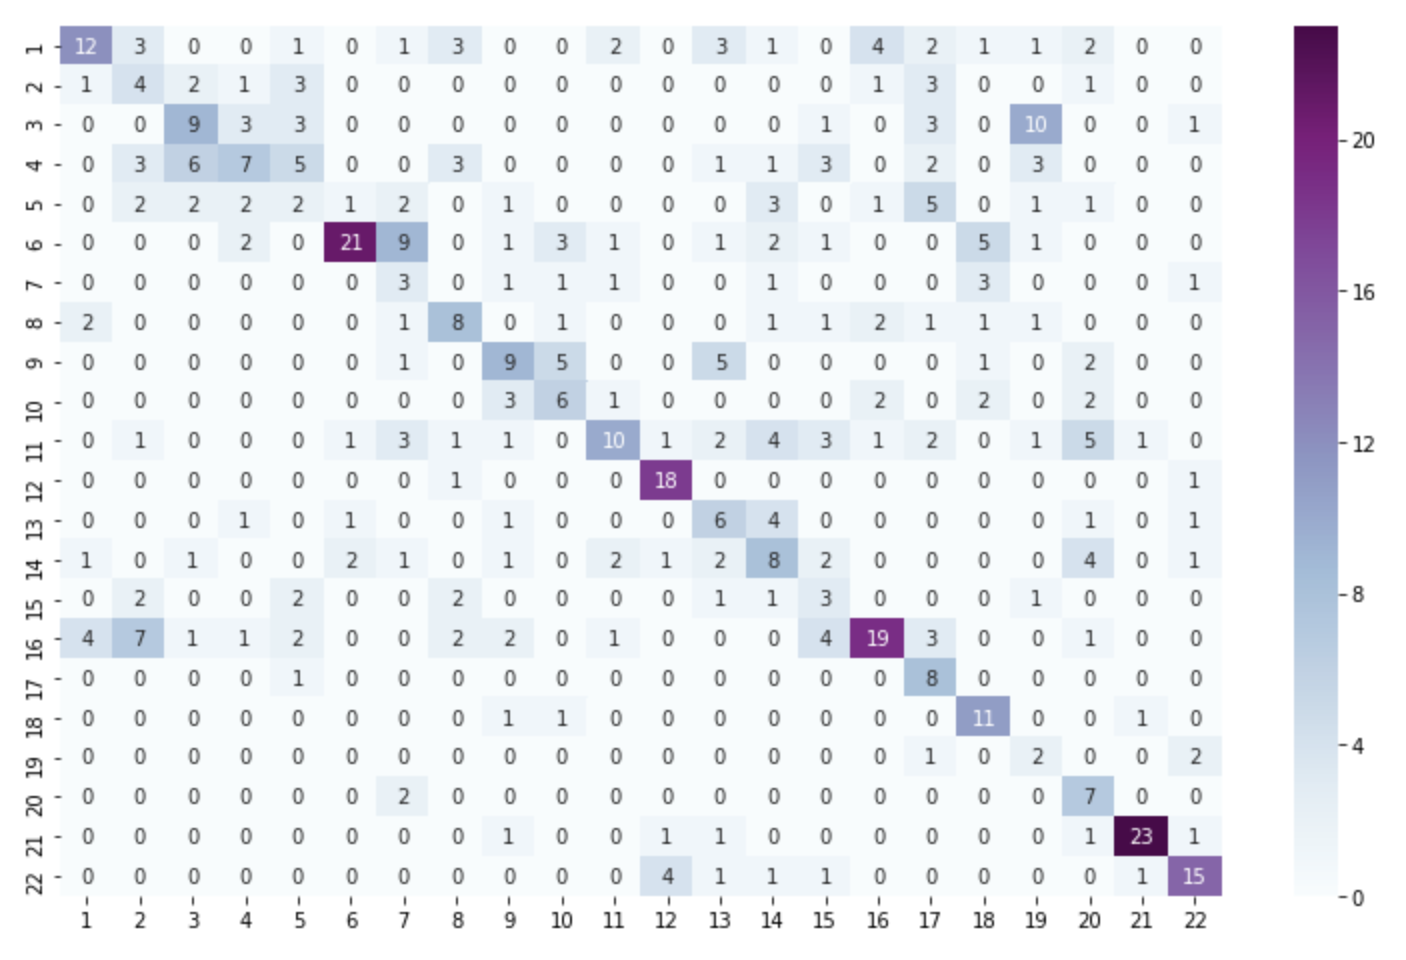 1 12 3 0 0 1 0 1 3 0 0 2 0 3 1 0 4 2 1 1 2 0 0
2 1 4 2 1 3 0 0 0 0 0 0 0 0 0 0 1 3 0 0 1 0 0
3 0 0 9 3 3 0 0 0 0 0 0 0 0 0 1 0 3 0 10 0 0 1
4 0 3 6 7 5 0 0 3 0 0 0 0 1 1 3 0 2 0 3 0 0 0
5 0 2 2 2 2 1 2 0 1 0 0 0 0 3 0 1 5 0 1 1 0 0
6 0 0 0 2 0 21 9 0 1 3 1 0 1 2 1 0 0 5 1 0 0 0
7 0 0 0 0 0 0 3 0 1 1 1 0 0 1 0 0 0 3 0 0 0 1
8 2 0 0 0 0 0 1 8 0 1 0 0 0 1 1 2 1 1 1 0 0 0
9 0 0 0 0 0 0 1 0 9 5 0 0 5 0 0 0 0 1 0 2 0 0
10 0 0 0 0 0 0 0 0 3 6 1 0 0 0 0 2 0 2 0 2 0 0
11 0 1 0 0 0 1 3 1 1 0 10 1 2 4 3 1 2 0 1 5 1 0
12 0 0 0 0 0 0 0 1 0 0 0 18 0 0 0 0 0 0 0 0 0 1
13 0 0 0 1 0 1 0 0 1 0 0 0 6 4 0 0 0 0 0 1 0 1
14 1 0 1 0 0 2 1 0 1 0 2 1 2 8 2 0 0 0 0 4 0 1
15 0 2 0 0 2 0 0 2 0 0 0 0 1 1 3 0 0 0 1 0 0 0
16 4 7 1 1 2 0 0 2 2 0 1 0 0 0 4 19 3 0 0 1 0 0
17 0 0 0 0 1 0 0 0 0 0 0 0 0 0 0 0 8 0 0 0 0 0
18 0 0 0 0 0 0 0 0 1 1 0 0 0 0 0 0 0 11 0 0 1 0
19 0 0 0 0 0 0 0 0 0 0 0 0 0 0 0 0 1 0 2 0 0 2
20 0 0 0 0 0 0 2 0 0 0 0 0 0 0 0 0 0 0 0 7 0 0
21 0 0 0 0 0 0 0 0 1 0 0 1 1 0 0 0 0 0 0 1 23 1
22 0 0 0 0 0 0 0 0 0 0 0 4 1 1 1 0 0 0 0 0 1 15
1 2 3 4 5 6 7 8 9 10 11 12 13 14 15 16 17 18 19 20 21 22
20
16
12
8
4
0